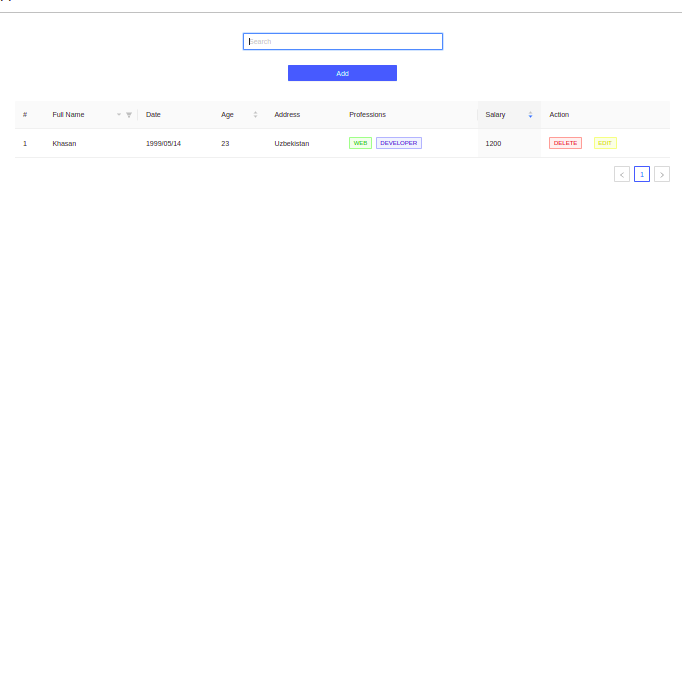 Search
Add
# Full Name Date Age Address Professions Salary Action
1 Khasan 1999/05/14 23 Uzbekistan WEB DEVELOPER 1200 DELETE EDIT
1